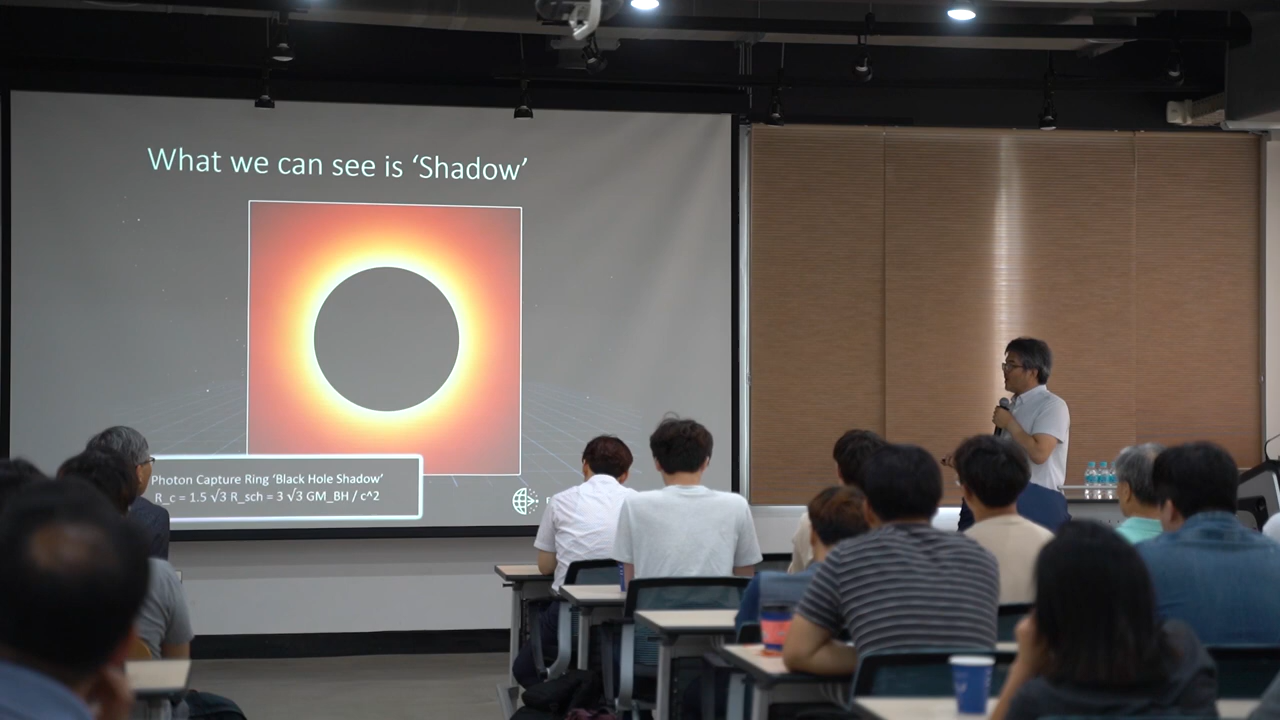 What we can see is ‘Shadow’
Photon Capture Ring ‘Black Hole Shadow’
R_c = 1.5 √3 R_sch = 3 √3 GM_BH / c^2